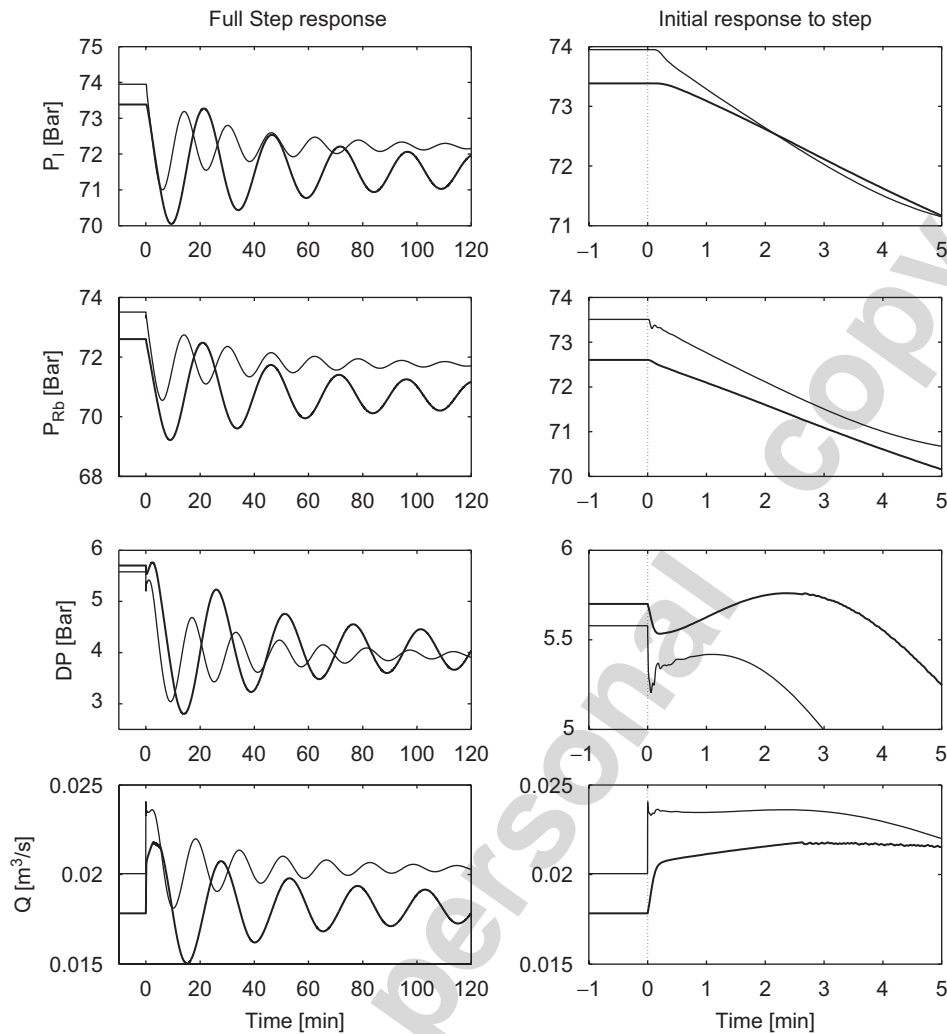 Full Step response
Initial response to step
75
74
73
72
71
70
P_I [Bar]
0 20 40 60 80 100 120
74
73
72
71
−1 0 1 2 3 4 5
74
72
70
68
P_Rb [Bar]
0 20 40 60 80 100 120
74
73
72
71
70
−1 0 1 2 3 4 5
6
5
4
3
DP [Bar]
0 20 40 60 80 100 120
6
5.5
5
−1 0 1 2 3 4 5
0.025
0.02
0.015
Q [m³/s]
0 20 40 60 80 100 120
Time [min]
0.025
0.02
0.015
−1 0 1 2 3 4 5
Time [min]
personal
copy